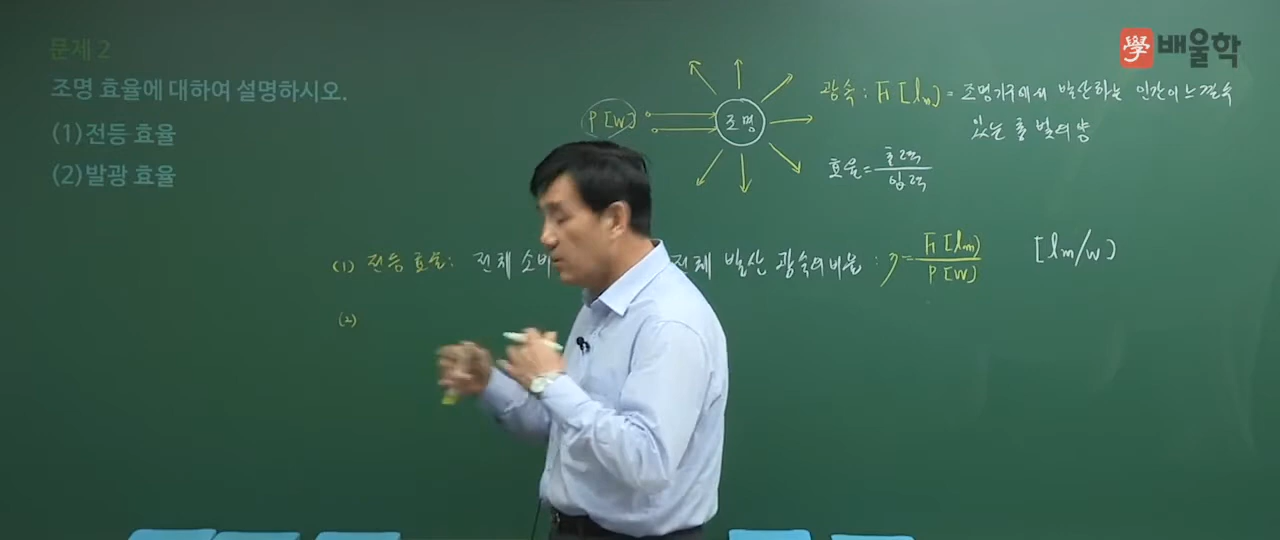 문제 2
조명 효율에 대하여 설명하시오.
(1) 전등 효율
(2) 발광 효율
學 배울학
P [W]
조명
광속 : F [lm] = 조명기구에서 발산하는 인간이 느낄수
있는 총 빛의 양
효율 = 출력 / 입력
(1) 전등 효율 : 전체 소비 전체 발산 광속의 비율 : η = F [lm] / P [W] [lm/W]
(2)